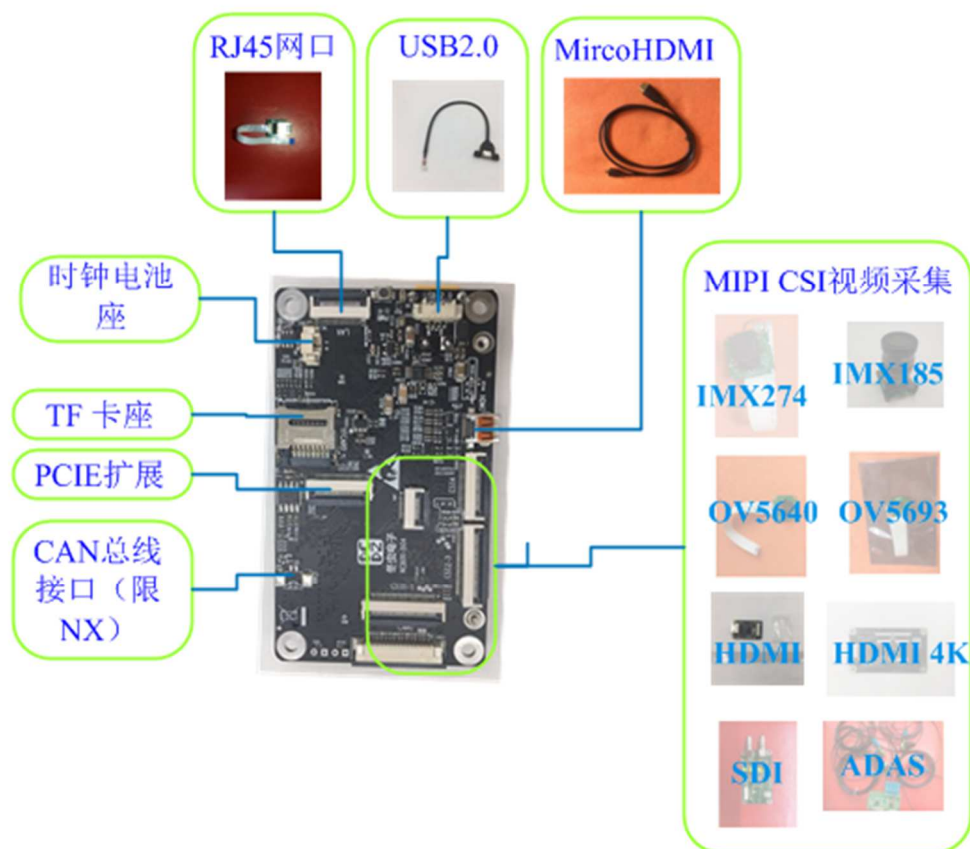 RJ45网口
USB2.0
MircoHDMI
时钟电池
座
TF 卡座
PCIE扩展
CAN总线
接口（限
NX）
MIPI CSI视频采集
IMX274
IMX185
OV5640
OV5693
HDMI
HDMI 4K
SDI
ADAS